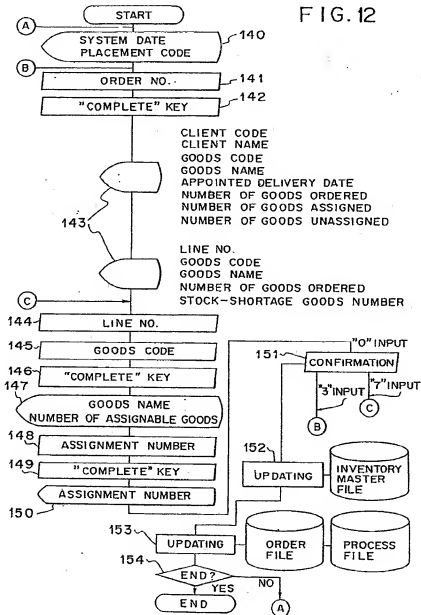 FIG.12
START
A
SYSTEM DATE
PLACEMENT CODE
140
B
ORDER NO.
141
"COMPLETE" KEY
142
CLIENT CODE
CLIENT NAME
GOODS CODE
GOODS NAME
APPOINTED DELIVERY DATE
NUMBER OF GOODS ORDERED
NUMBER OF GOODS ASSIGNED
NUMBER OF GOODS UNASSIGNED
143
LINE NO.
GOODS CODE
GOODS NAME
NUMBER OF GOODS ORDERED
STOCK-SHORTAGE GOODS NUMBER
C
144
LINE NO.
145
GOODS CODE
146
"COMPLETE" KEY
147
GOODS NAME
NUMBER OF ASSIGNABLE GOODS
148
ASSIGNMENT NUMBER
149
"COMPLETE" KEY
150
ASSIGNMENT NUMBER
"0" INPUT
151
CONFIRMATION
"3" INPUT
"7" INPUT
B
C
152
UPDATING
INVENTORY
MASTER
FILE
153
UPDATING
ORDER
FILE
PROCESS
FILE
154
END?
NO
YES
END
A